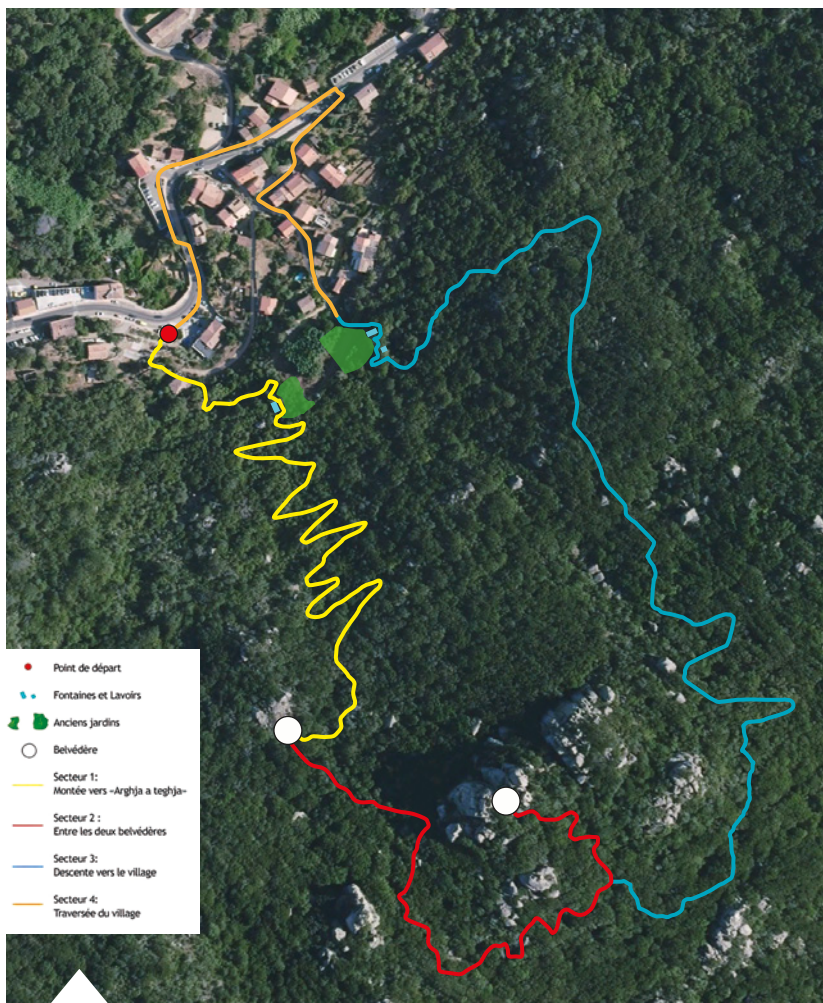 Point de départ
Fontaines et Lavoirs
Anciens jardins
Belvédère
Secteur 1:
Montée vers «Arghja a teghja»
Secteur 2 :
Entre les deux belvédères
Secteur 3:
Descente vers le village
Secteur 4:
Traversée du village